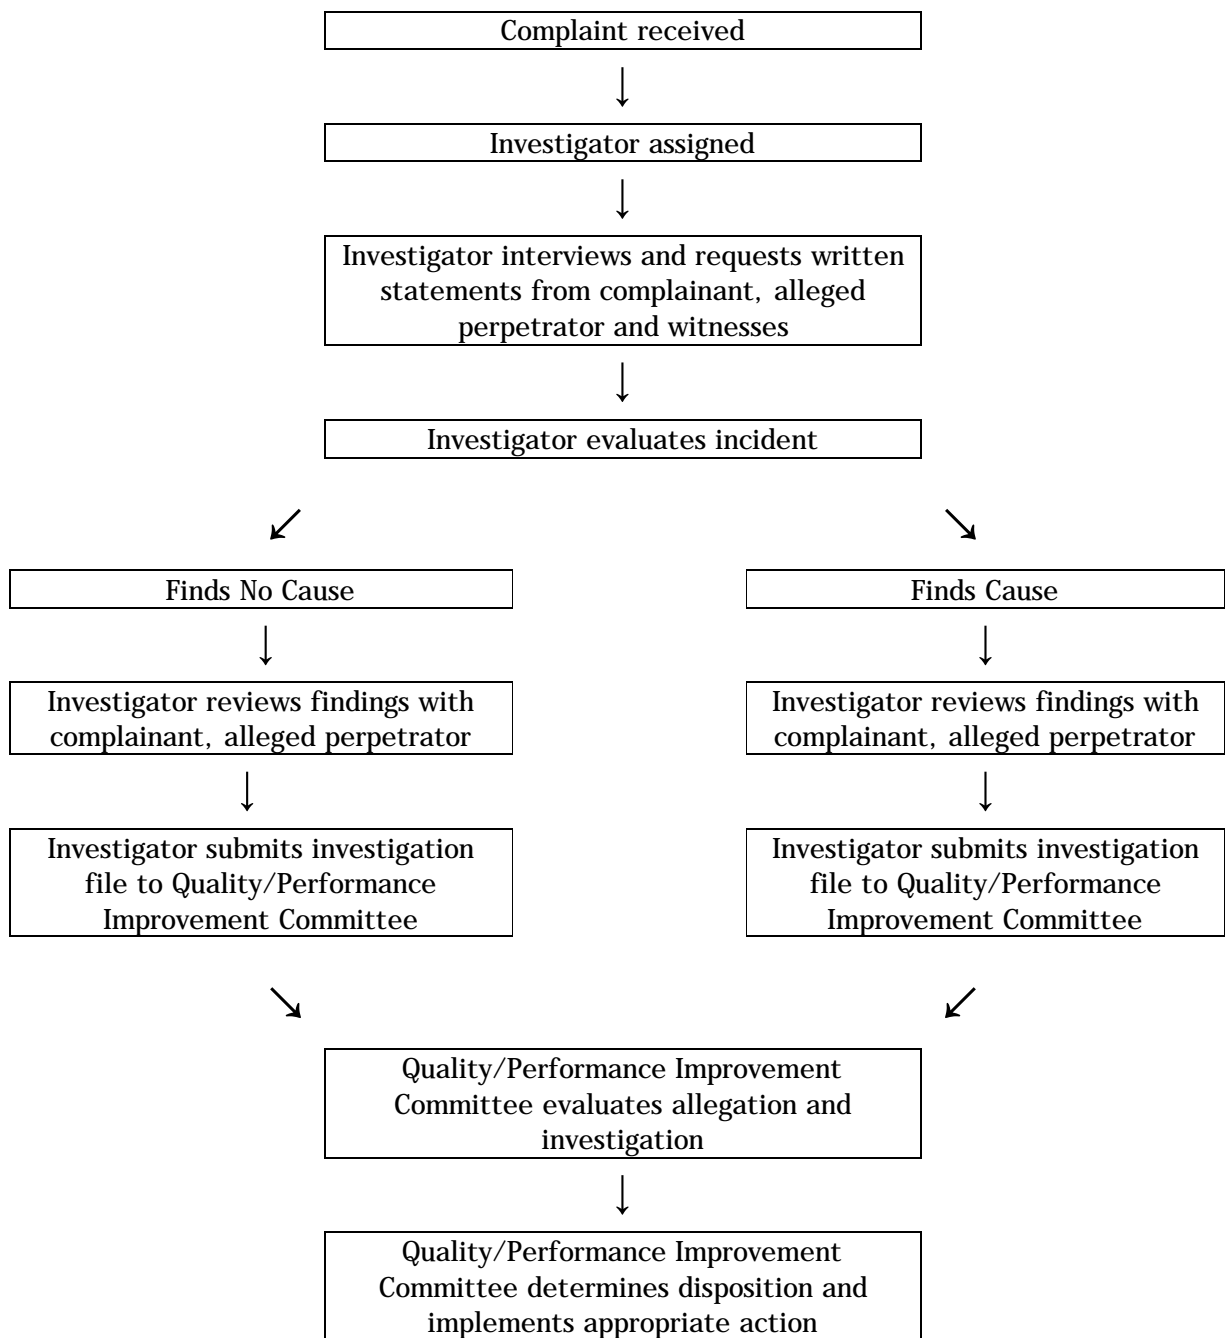 Complaint received
Investigator assigned
Investigator interviews and requests written
statements from complainant, alleged
perpetrator and witnesses
Investigator evaluates incident
Finds No Cause
Finds Cause
Investigator reviews findings with
complainant, alleged perpetrator
Investigator reviews findings with
complainant, alleged perpetrator
Investigator submits investigation
file to Quality/Performance
Improvement Committee
Investigator submits investigation
file to Quality/Performance
Improvement Committee
Quality/Performance Improvement
Committee evaluates allegation and
investigation
Quality/Performance Improvement
Committee determines disposition and
implements appropriate action